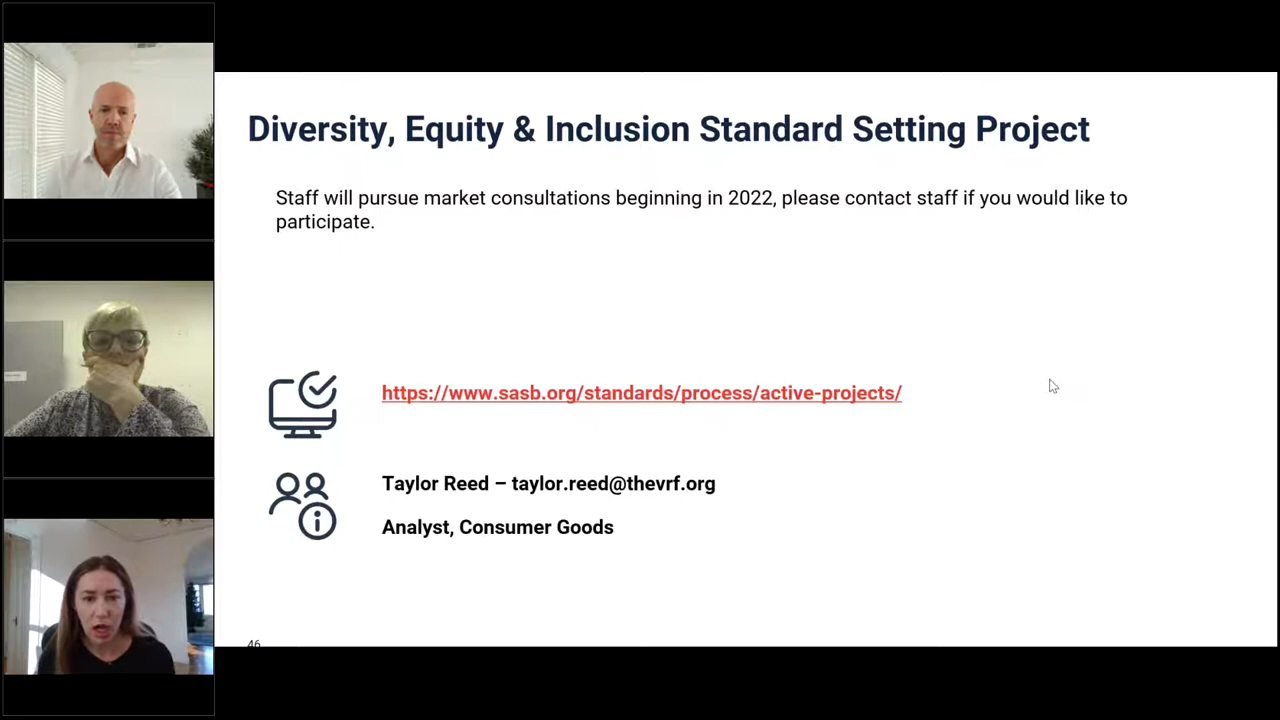 Diversity, Equity & Inclusion Standard Setting Project
Staff will pursue market consultations beginning in 2022, please contact staff if you would like to
participate.
https://www.sasb.org/standards/process/active-projects/
Taylor Reed – taylor.reed@thevrf.org
Analyst, Consumer Goods
46